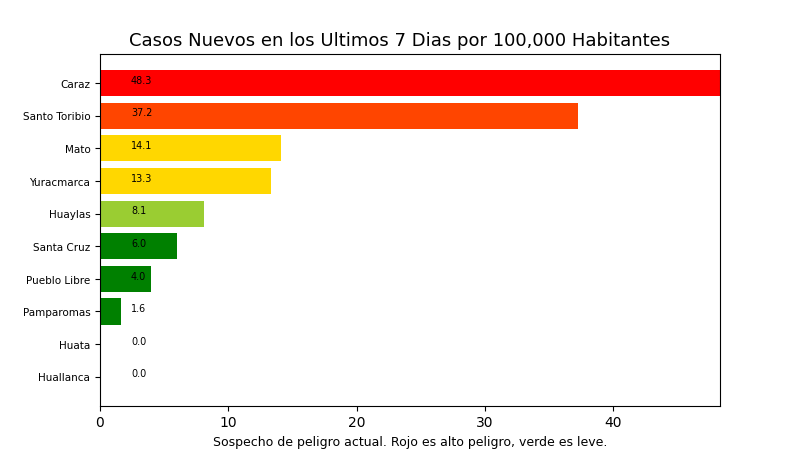 Casos Nuevos en los Ultimos 7 Dias por 100,000 Habitantes
Caraz 48.3
Santo Toribio 37.2
Mato 14.1
Yuracmarca 13.3
Huaylas 8.1
Santa Cruz 6.0
Pueblo Libre 4.0
Pamparomas 1.6
Huata 0.0
Huallanca 0.0
0 10 20 30 40
Sospecho de peligro actual. Rojo es alto peligro, verde es leve.